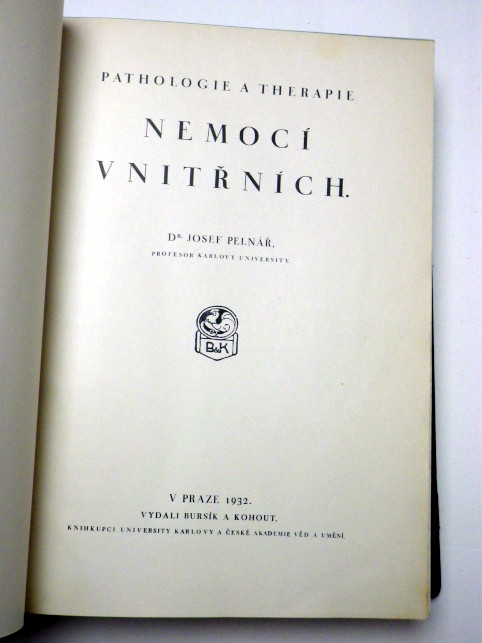 PATHOLOGIE A THERAPIE
NEMOCÍ
VNITŘNÍCH.
DR. JOSEF PELNÁŘ,
PROFESOR KARLOVY UNIVERSITY.
B&K
V PRAZE 1932.
VYDALI BURSÍK A KOHOUT,
KNIHKUPCI UNIVERSITY KARLOVY A ČESKÉ AKADEMIE VĚD A UMĚNÍ.